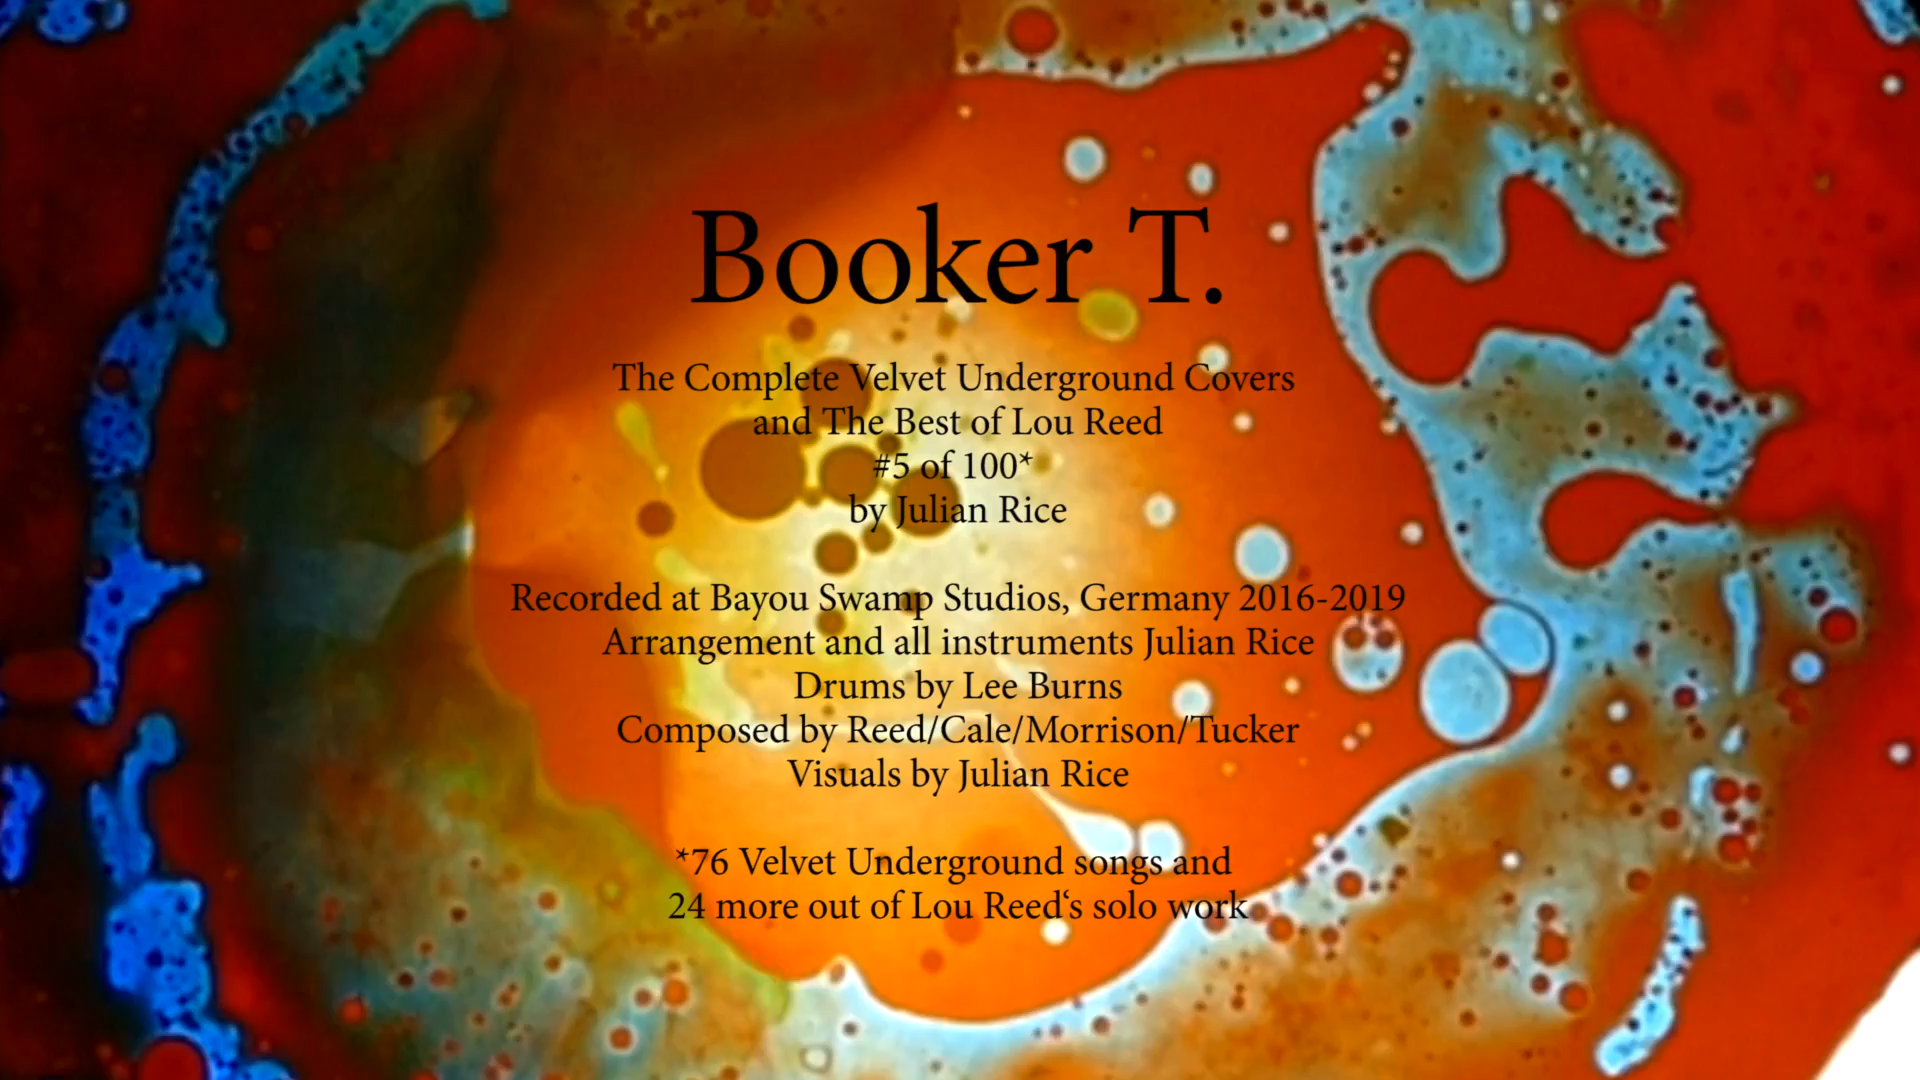 Booker T.
The Complete Velvet Underground Covers
and The Best of Lou Reed
#5 of 100*
by Julian Rice
Recorded at Bayou Swamp Studios, Germany 2016-2019
Arrangement and all instruments Julian Rice
Drums by Lee Burns
Composed by Reed/Cale/Morrison/Tucker
Visuals by Julian Rice
*76 Velvet Underground songs and
24 more out of Lou Reed‘s solo work